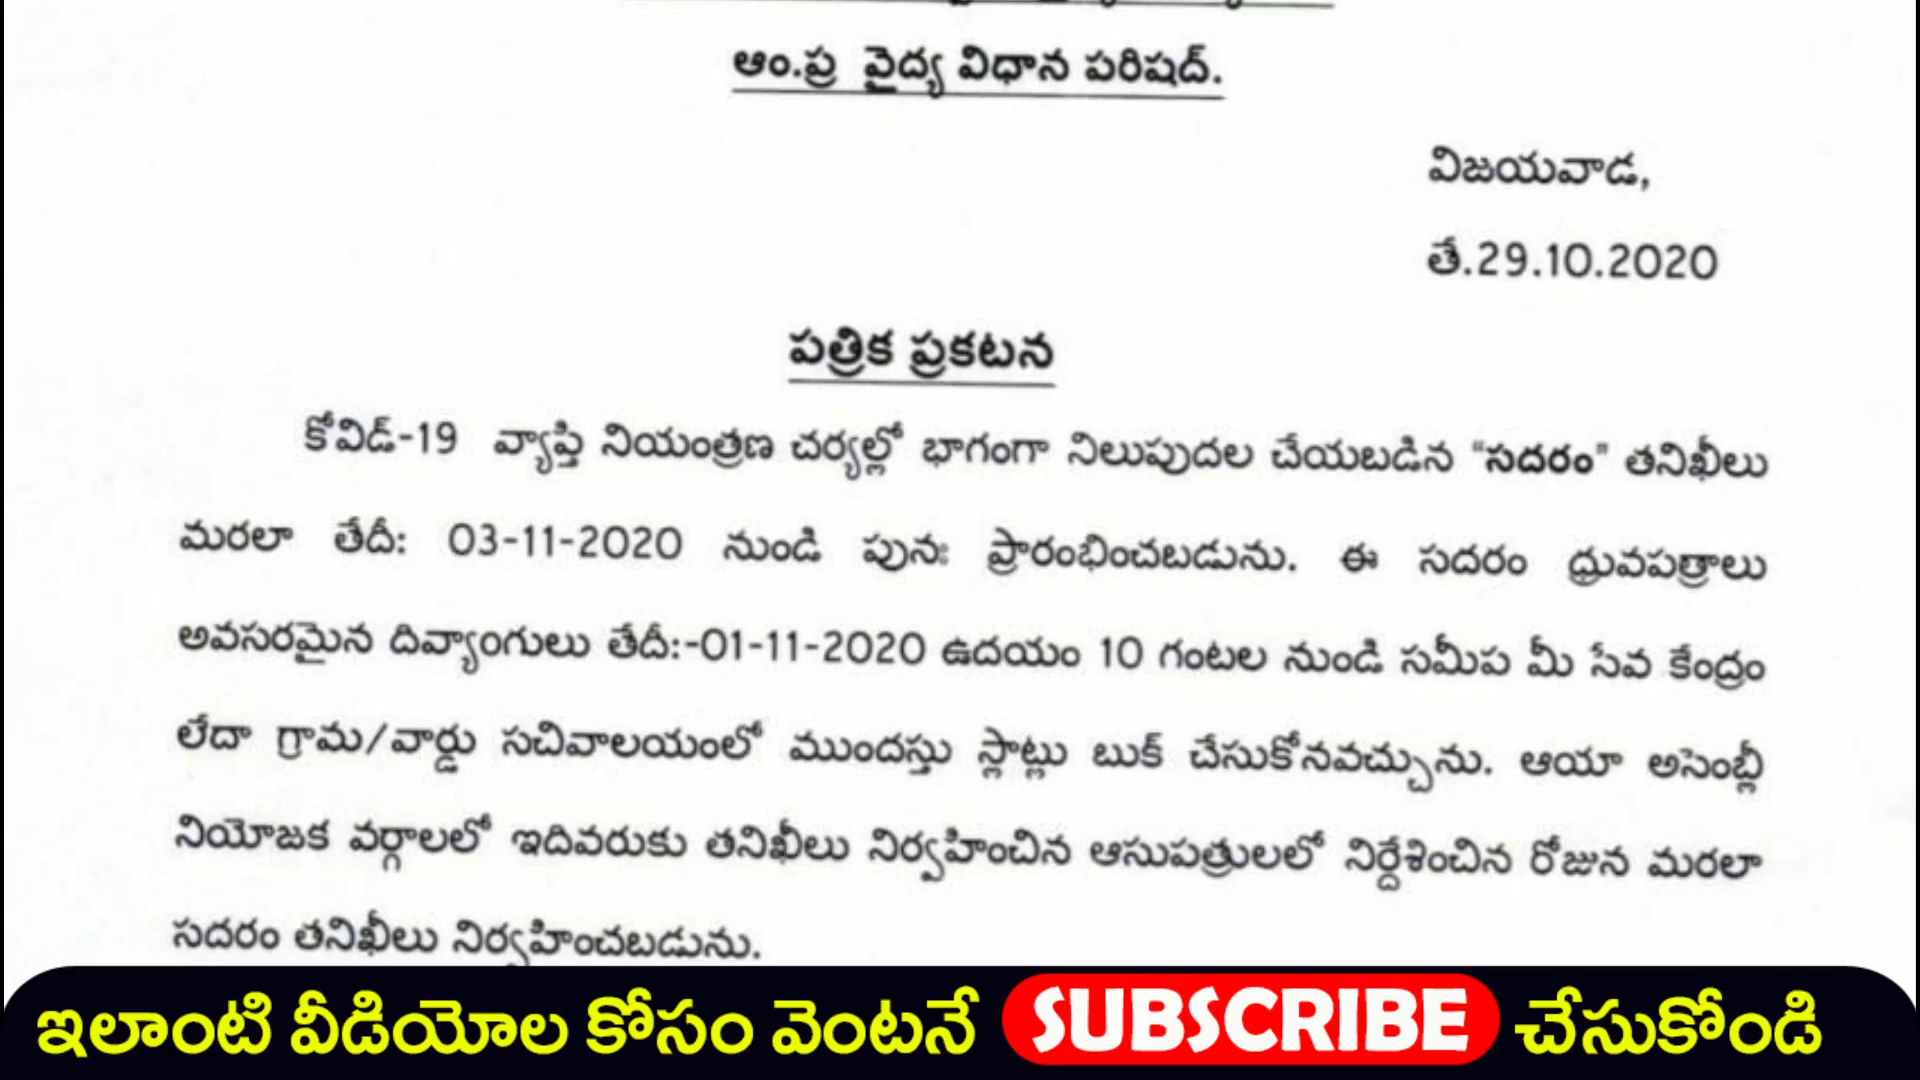 ఆం.ప్ర వైద్య విధాన పరిషద్.
విజయవాడ,
తే.29.10.2020
పత్రిక ప్రకటన
కోవిడ్-19 వ్యాప్తి నియంత్రణ చర్యల్లో భాగంగా నిలుపుదల చేయబడిన “సదరం” తనిఖీలు
మరలా తేదీ: 03-11-2020 నుండి పునః ప్రారంభించబడును. ఈ సదరం ధ్రువపత్రాలు
అవసరమైన దివ్యాంగులు తేదీ:-01-11-2020 ఉదయం 10 గంటల నుండి సమీప మీ సేవ కేంద్రం
లేదా గ్రామ/వార్డు సచివాలయంలో ముందస్తు స్లాట్లు బుక్ చేసుకోనవచ్చును. ఆయా అసెంబ్లీ
నియోజక వర్గాలలో ఇదివరుకు తనిఖీలు నిర్వహించిన ఆసుపత్రులలో నిర్దేశించిన రోజున మరలా
సదరం తనిఖీలు నిర్వహించబడును.
ఇలాంటి వీడియోల కోసం వెంటనే SUBSCRIBE చేసుకోండి